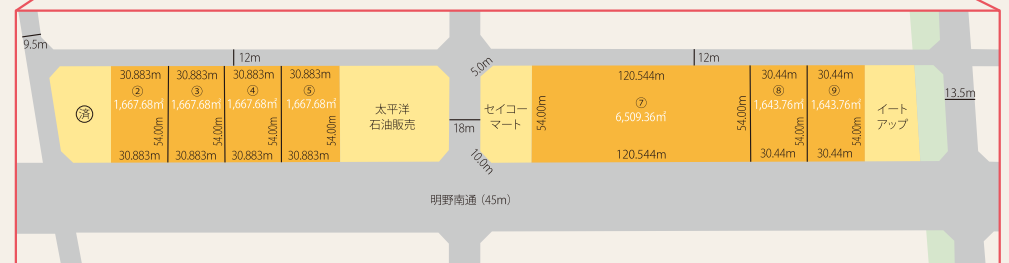 9.5m
12m
12m
13.5m
5.0m
18m
10.0m
済
30.883m
②
1,667.68㎡
54.00m
30.883m
30.883m
③
1,667.68㎡
54.00m
30.883m
30.883m
④
1,667.68㎡
54.00m
30.883m
30.883m
⑤
1,667.68㎡
54.00m
30.883m
太平洋
石油販売
セイコー
マート
54.00m
120.544m
⑦
6,509.36㎡
120.544m
54.00m
30.44m
⑧
1,643.76㎡
54.00m
30.44m
30.44m
⑨
1,643.76㎡
54.00m
30.44m
イート
アップ
明野南通（45m）